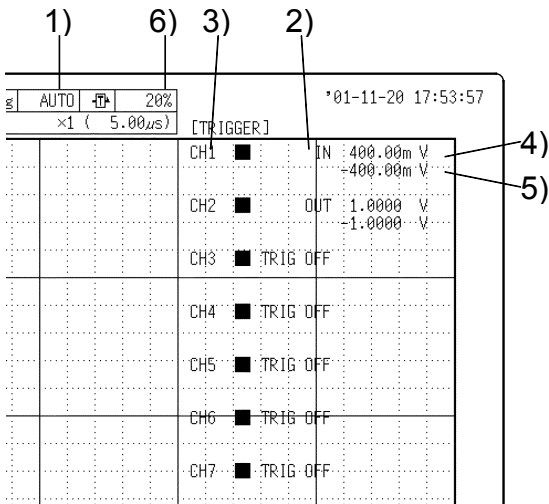 1) 6) 3) 2)
g AUTO T 20% '01-11-20 17:53:57
×1 ( 5.00µs) [TRIGGER]
CH1 IN 400.00m V 4)
-400.00m V 5)
CH2 OUT 1.0000 V
-1.0000 V
CH3 TRIG OFF
CH4 TRIG OFF
CH5 TRIG OFF
CH6 TRIG OFF
CH7 TRIG OFF